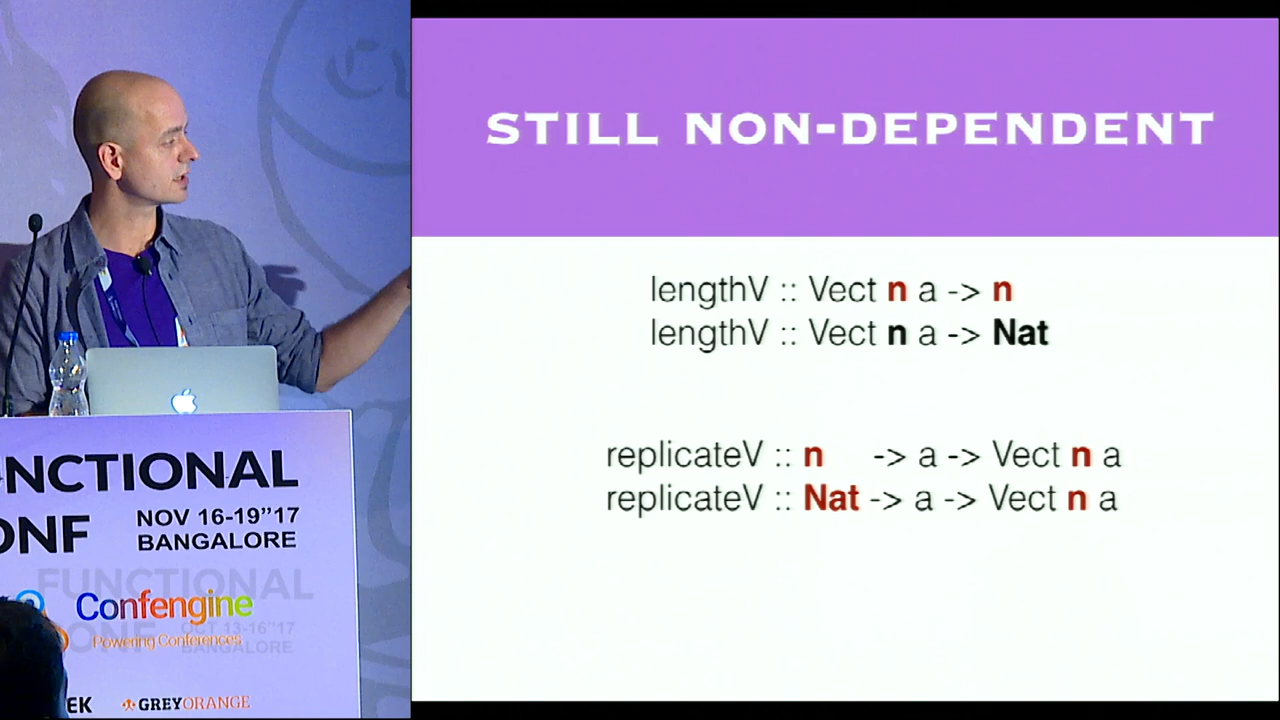 STILL NON-DEPENDENT
lengthV :: Vect n a -> n
lengthV :: Vect n a -> Nat
replicateV :: n -> a -> Vect n a
replicateV :: Nat -> a -> Vect n a
NCTIONAL
ONF
NOV 16-19"17
BANGALORE
FUNCTIONAL
Confengine
ONF
OCT 13-16"17
Powering Conferences
BANGALORE
EK
GREYORANGE